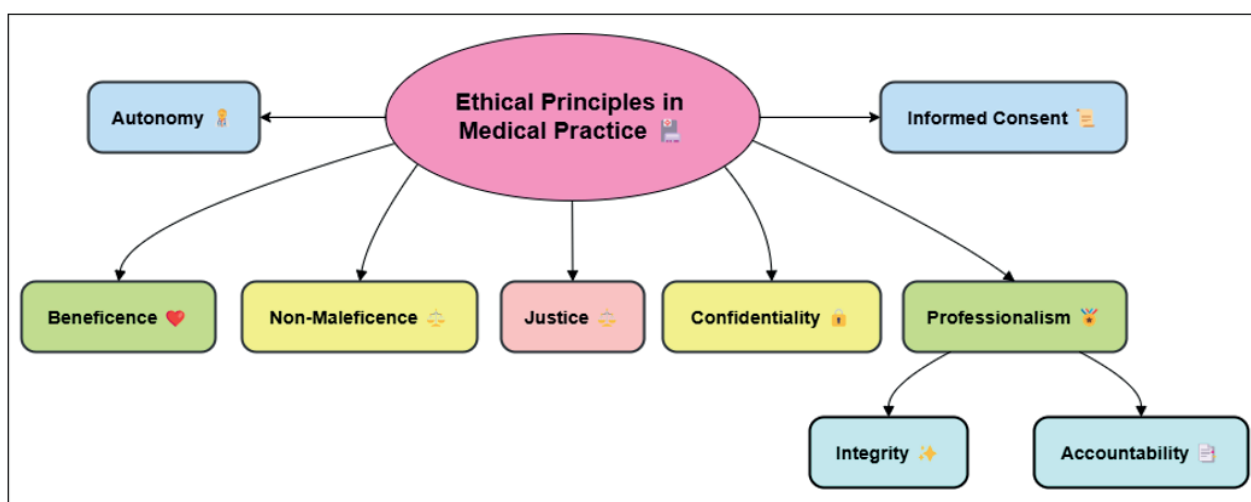 Ethical Principles in
Medical Practice
Autonomy
Informed Consent
Beneficence
Non-Maleficence
Justice
Confidentiality
Professionalism
Integrity
Accountability